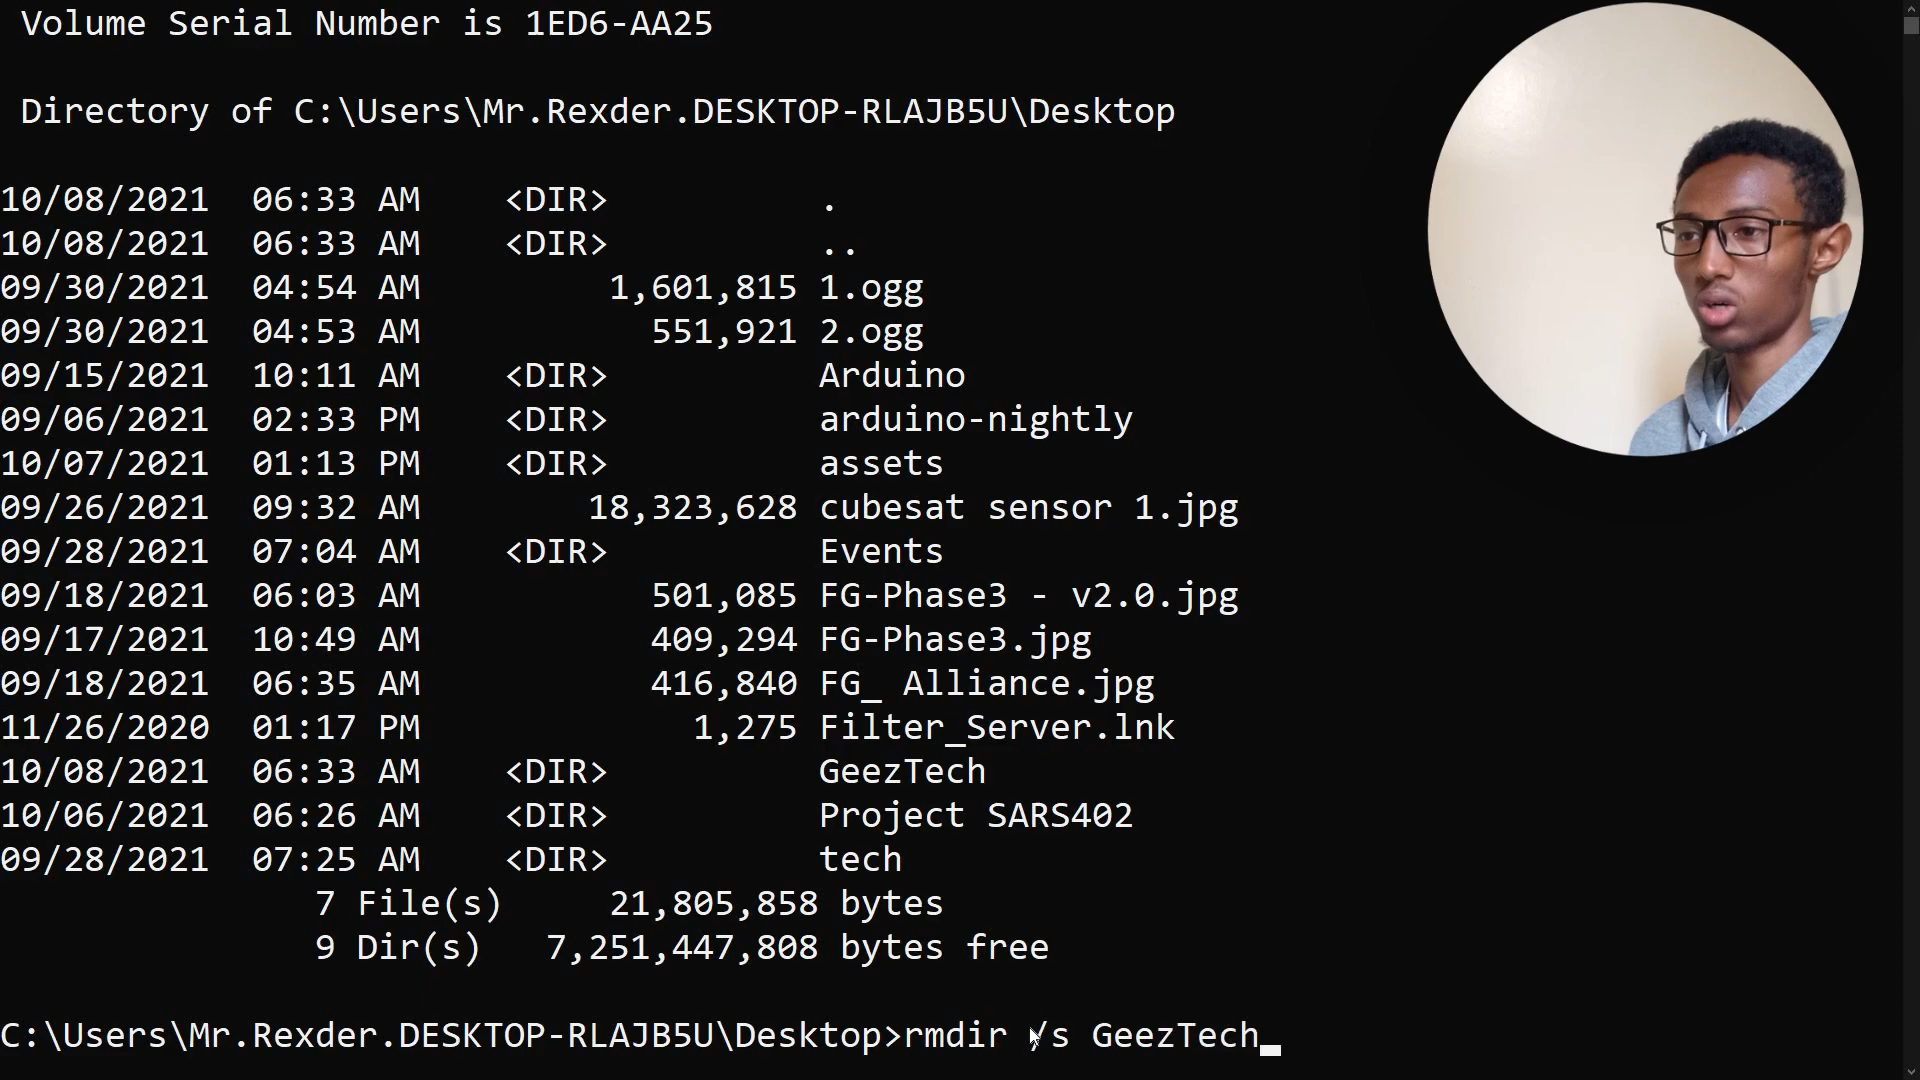 Volume Serial Number is 1ED6-AA25
Directory of C:\Users\Mr.Rexder.DESKTOP-RLAJB5U\Desktop
10/08/2021  06:33 AM    <DIR>          .
10/08/2021  06:33 AM    <DIR>          ..
09/30/2021  04:54 AM         1,601,815 1.ogg
09/30/2021  04:53 AM           551,921 2.ogg
09/15/2021  10:11 AM    <DIR>          Arduino
09/06/2021  02:33 PM    <DIR>          arduino-nightly
10/07/2021  01:13 PM    <DIR>          assets
09/26/2021  09:32 AM        18,323,628 cubesat sensor 1.jpg
09/28/2021  07:04 AM    <DIR>          Events
09/18/2021  06:03 AM           501,085 FG-Phase3 - v2.0.jpg
09/17/2021  10:49 AM           409,294 FG-Phase3.jpg
09/18/2021  06:35 AM           416,840 FG_ Alliance.jpg
11/26/2020  01:17 PM             1,275 Filter_Server.lnk
10/08/2021  06:33 AM    <DIR>          GeezTech
10/06/2021  06:26 AM    <DIR>          Project SARS402
09/28/2021  07:25 AM    <DIR>          tech
7 File(s)     21,805,858 bytes
9 Dir(s)   7,251,447,808 bytes free
C:\Users\Mr.Rexder.DESKTOP-RLAJB5U\Desktop>rmdir /s GeezTech